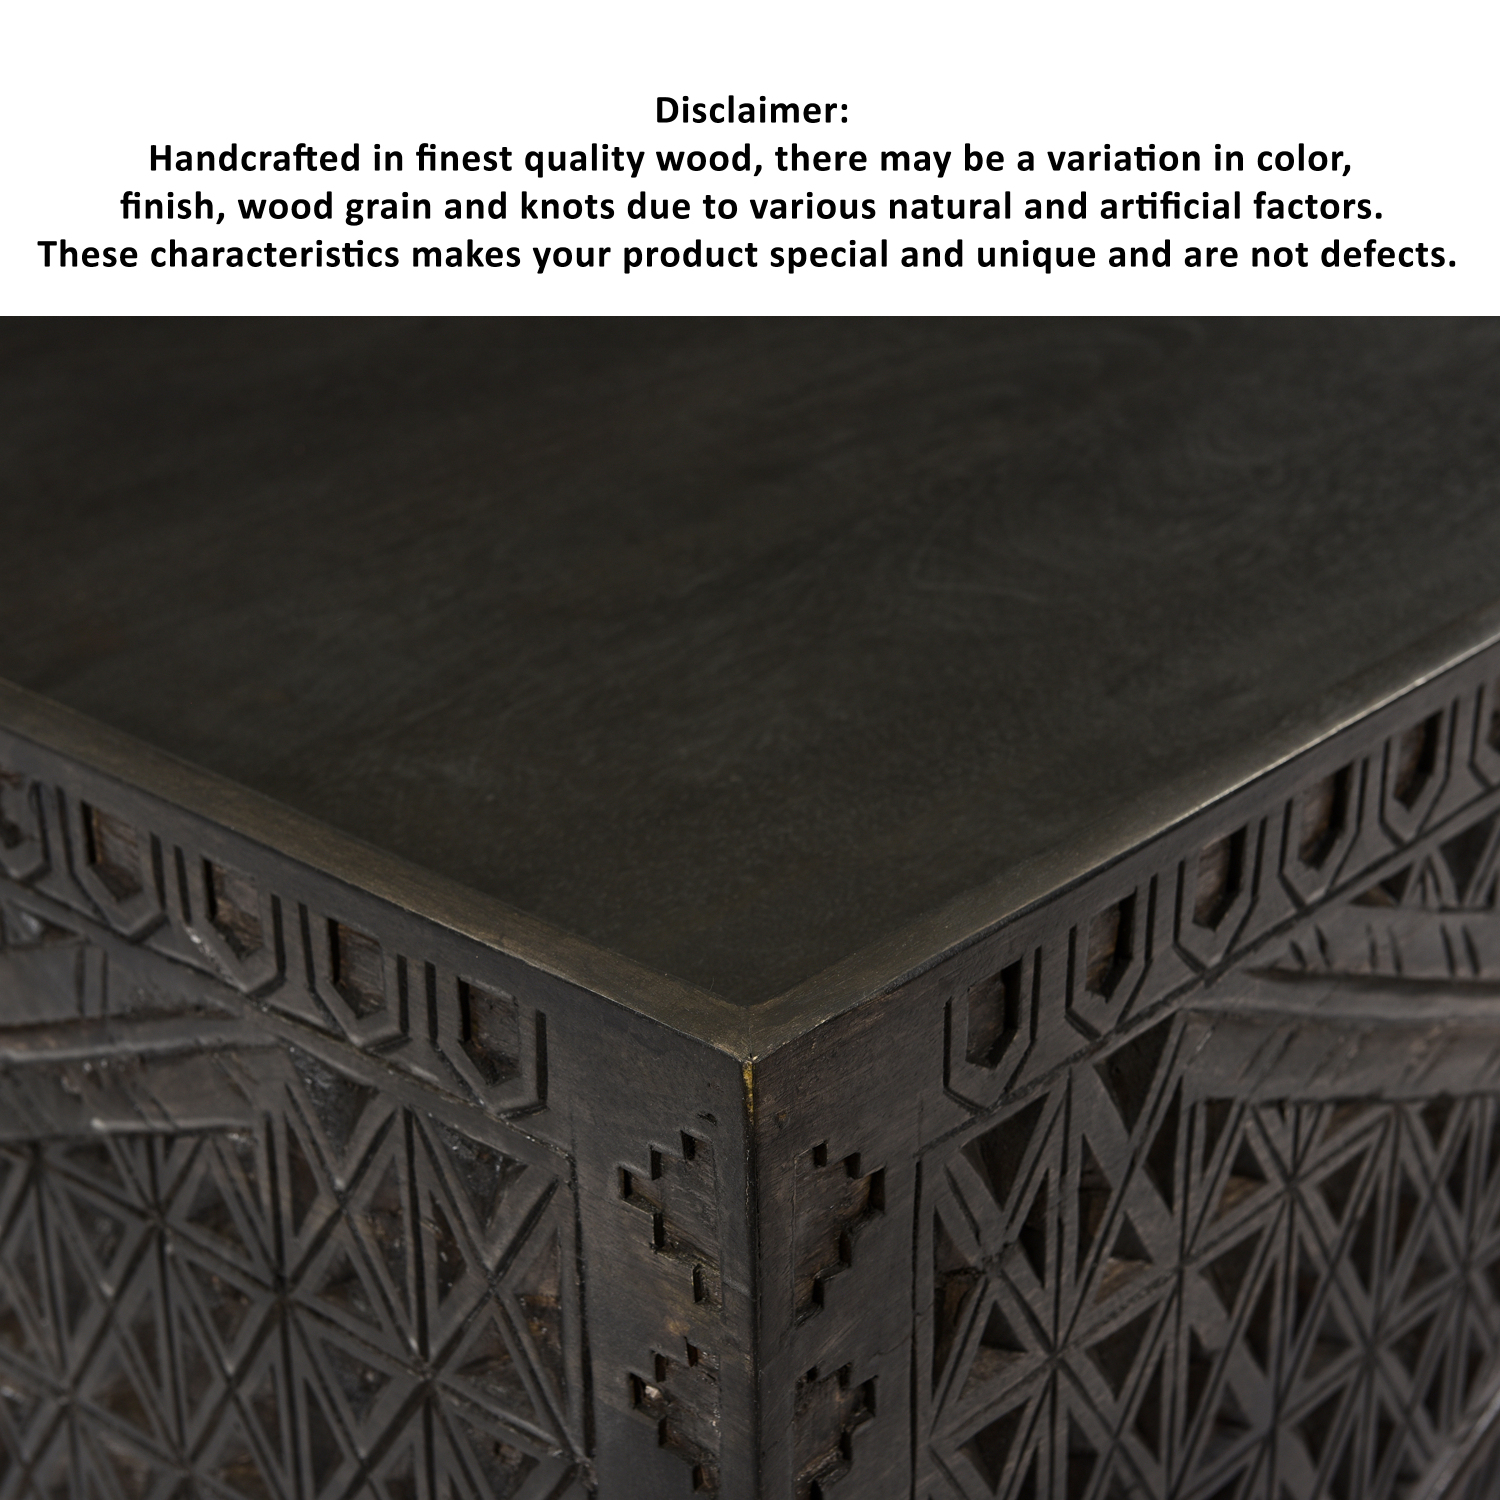 Disclaimer:
Handcrafted in finest quality wood, there may be a variation in color,
finish, wood grain and knots due to various natural and artificial factors.
These characteristics makes your product special and unique and are not defects.